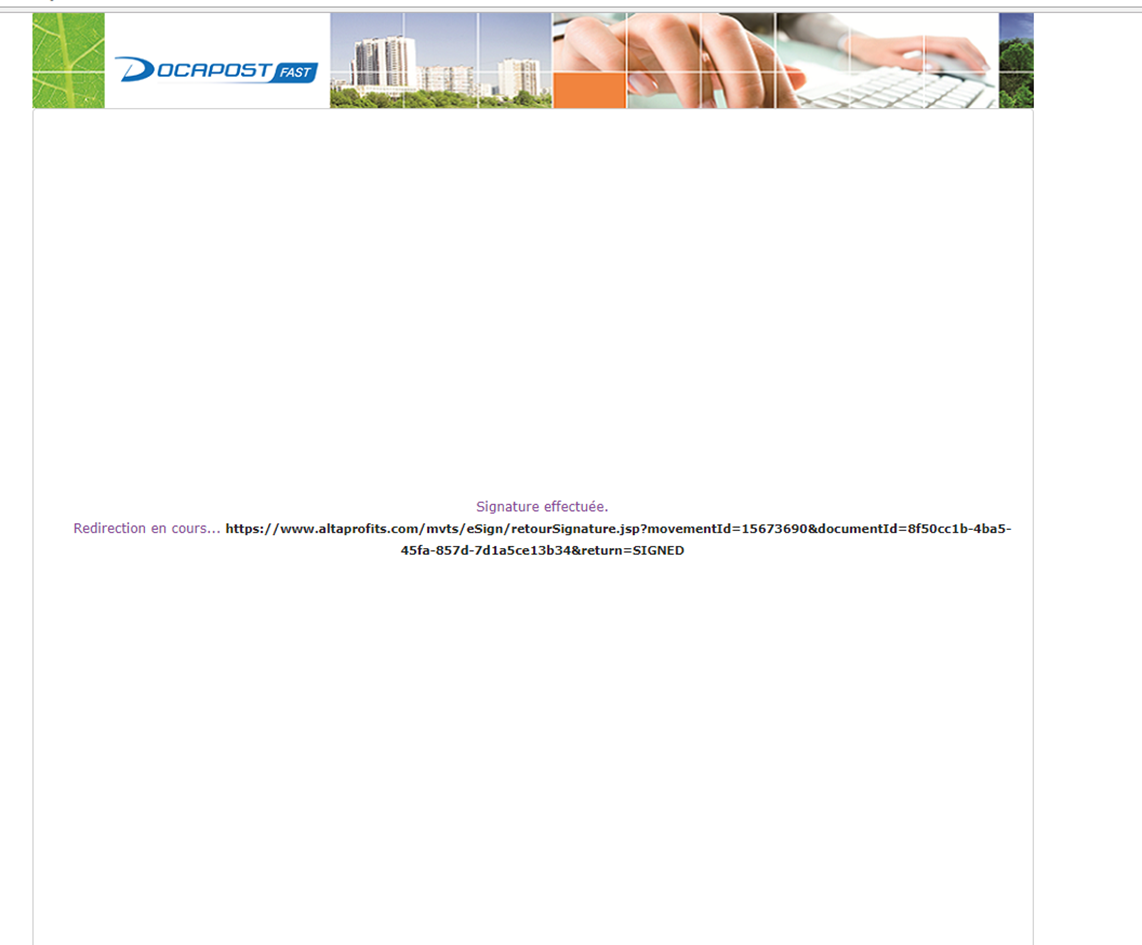 DOCAPOST FAST
Signature effectuée.
Redirection en cours... https://www.altaprofits.com/mvts/eSign/retourSignature.jsp?movementId=15673690&documentId=8f50cc1b-4ba5-
45fa-857d-7d1a5ce13b34&return=SIGNED